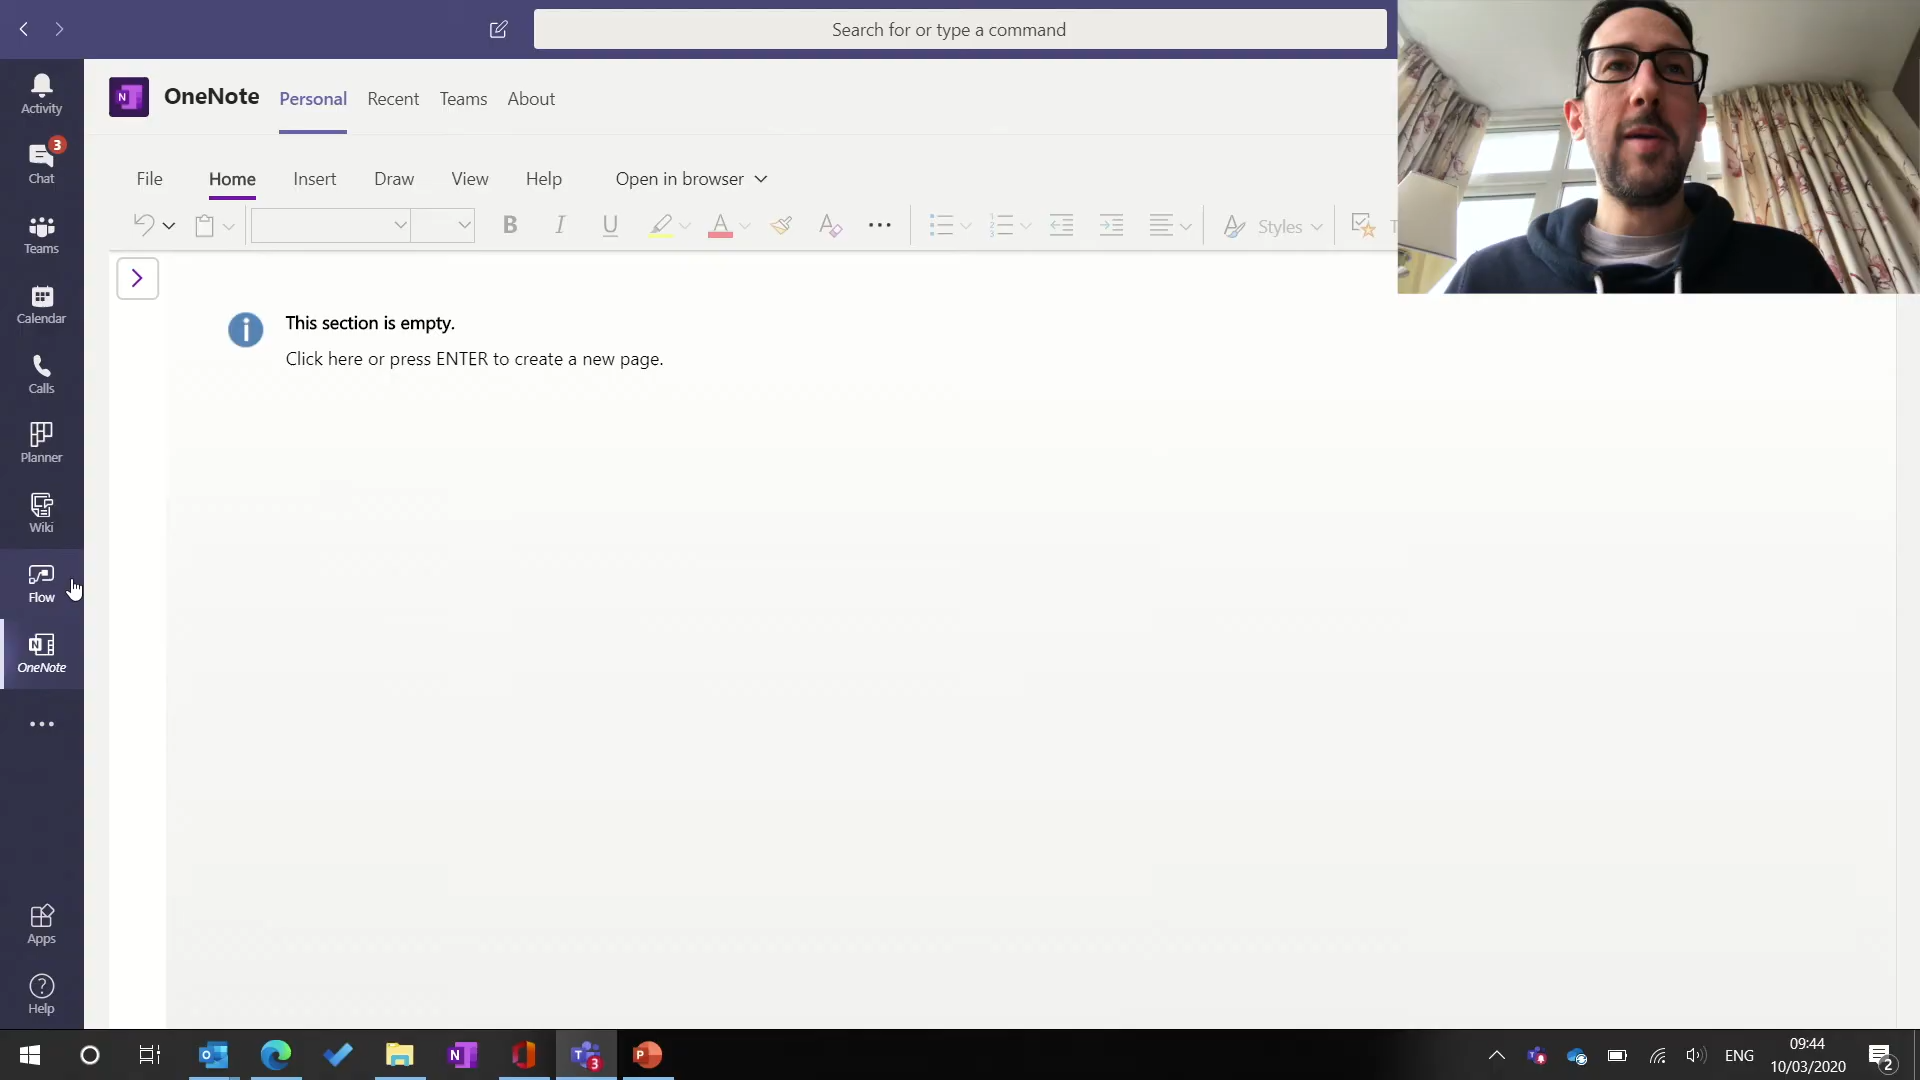 Search for or type a command
Activity
3
Chat
Teams
Calendar
Calls
Planner
Wiki
Flow
OneNote
Apps
Help
N
OneNote
Personal
Recent
Teams
About
File
Home
Insert
Draw
View
Help
Open in browser
B I U A A
Styles
T
This section is empty.
Click here or press ENTER to create a new page.
ENG
09:44
10/03/2020
2